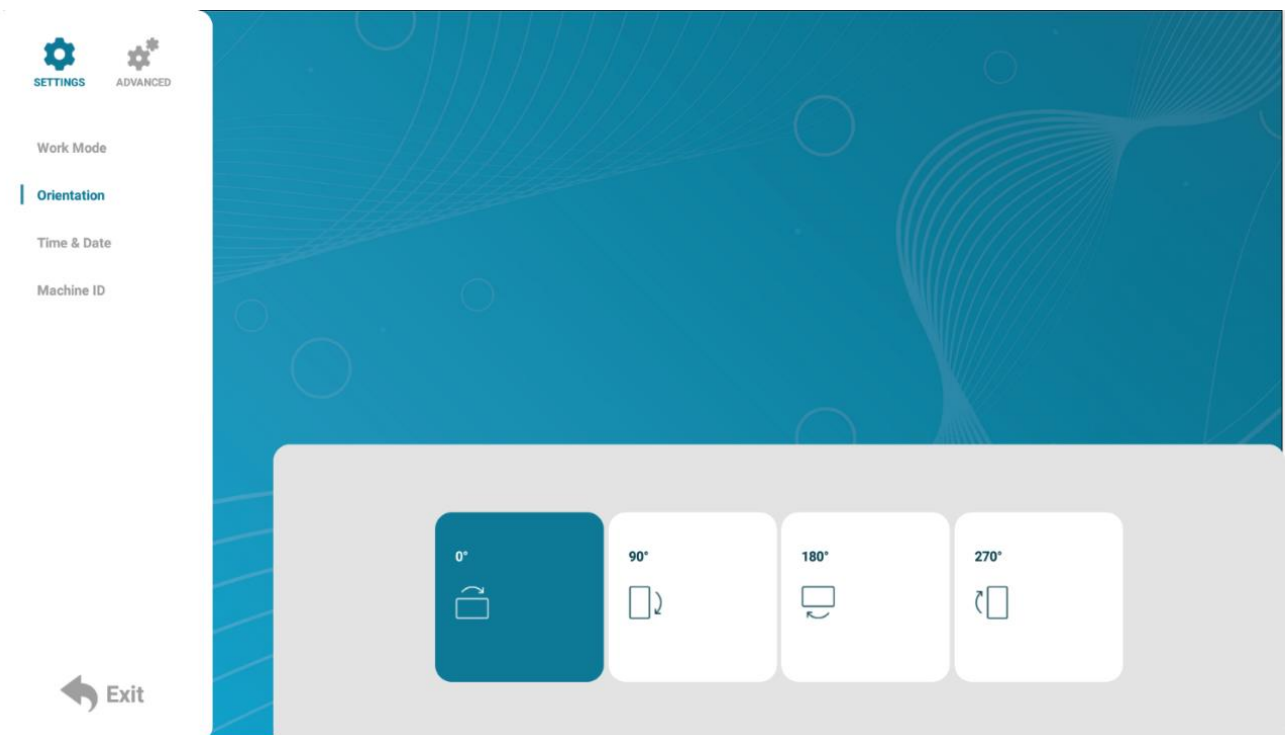 SETTINGS
ADVANCED
Work Mode
Orientation
Time & Date
Machine ID
Exit
0°
90°
180°
270°